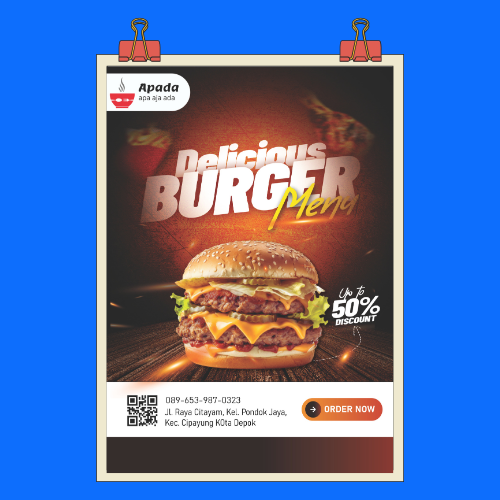 Apada
apa aja ada
Delicious
BURGER
Menu
Up to
50%
DISCOUNT
089-653-987-0323
Jl. Raya Citayam, Kel. Pondok Jaya,
Kec. Cipayung KOta Depok
ORDER NOW